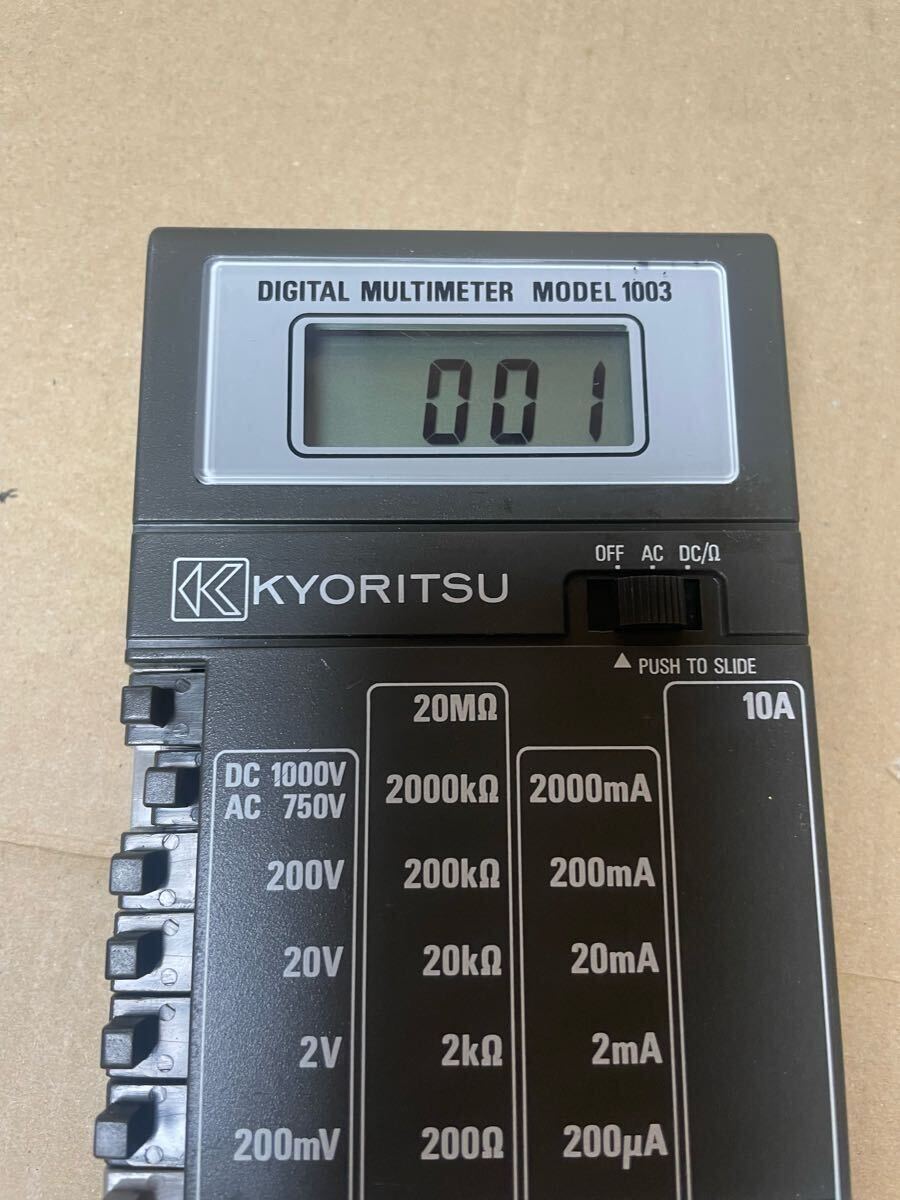 DIGITAL MULTIMETER MODEL 1003
001
KYORITSU
OFF AC DC/Ω
▲ PUSH TO SLIDE
20MΩ 10A
DC 1000V
AC 750V
2000kΩ 2000mA
200V 200kΩ 200mA
20V 20kΩ 20mA
2V 2kΩ 2mA
200mV 200Ω 200μA